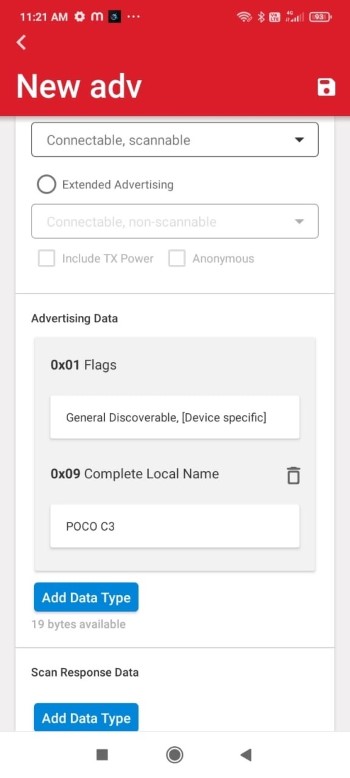 11:21 AM
New adv
Connectable, scannable
Extended Advertising
Connectable, non-scannable
Include TX Power Anonymous
Advertising Data
0x01 Flags
General Discoverable, [Device specific]
0x09 Complete Local Name
POCO C3
Add Data Type
19 bytes available
Scan Response Data
Add Data Type